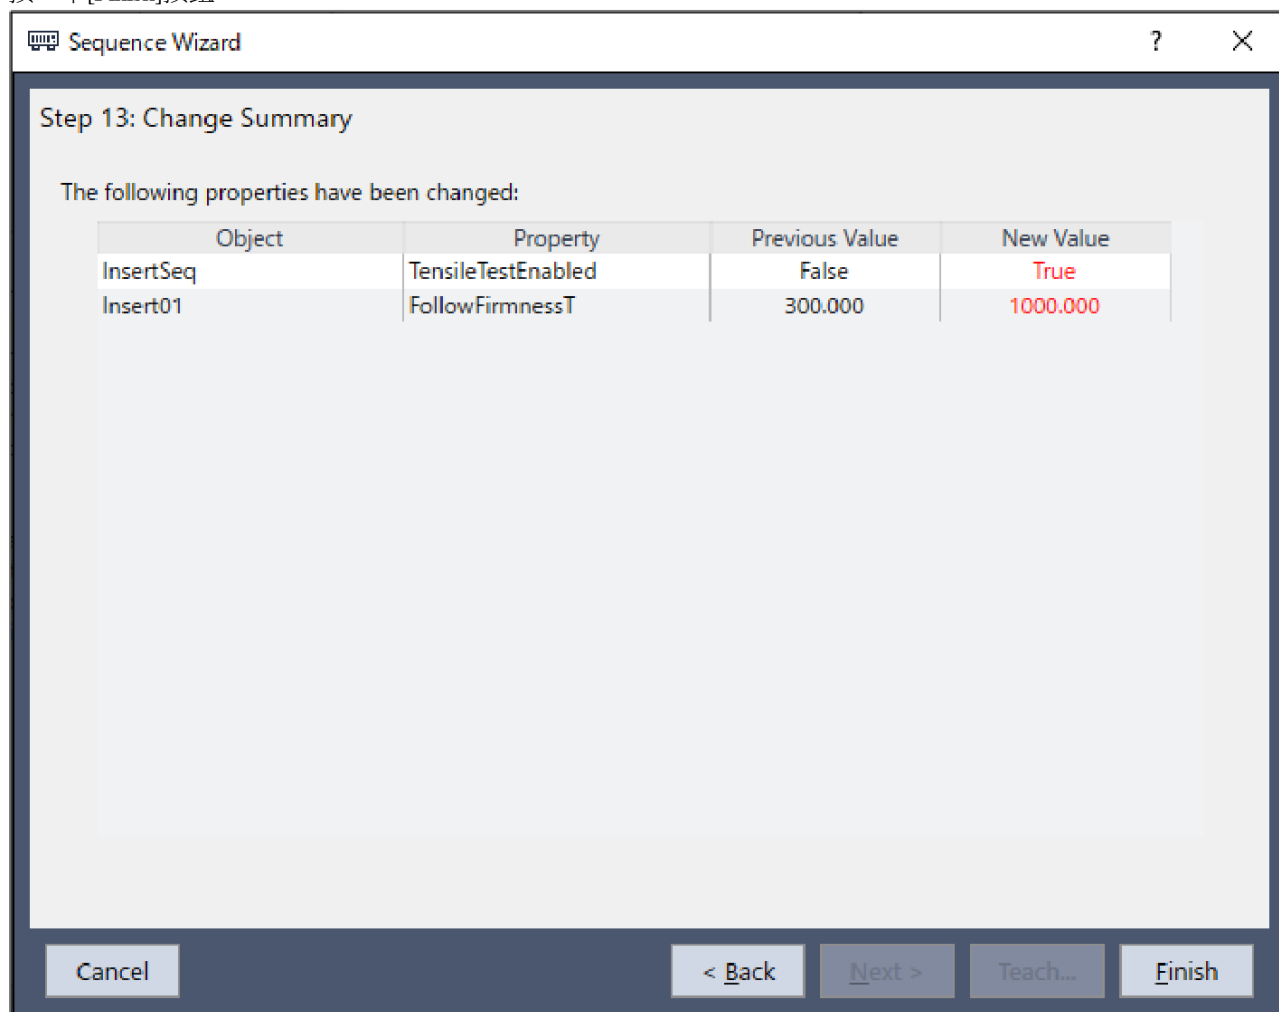 Sequence Wizard ?
Step 13: Change Summary
The following properties have been changed:
Object Property Previous Value New Value
InsertSeq TensileTestEnabled False True
Insert01 FollowFirmnessT 300.000 1000.000
Cancel < Back Next > Teach... Finish